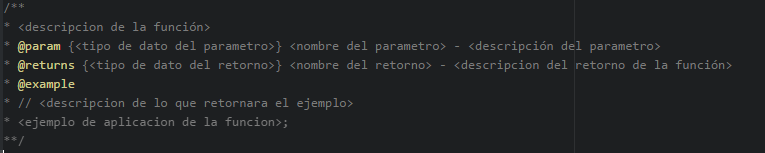 /**
* <descripcion de la función>
* @param {<tipo de dato del parametro>} <nombre del parametro> - <descripción del parametro>
* @returns {<tipo de dato del retorno>} <nombre del retorno> - <descripcion del retorno de la función>
* @example
* // <descripcion de lo que retornara el ejemplo>
* <ejemplo de aplicacion de la funcion>;
**/